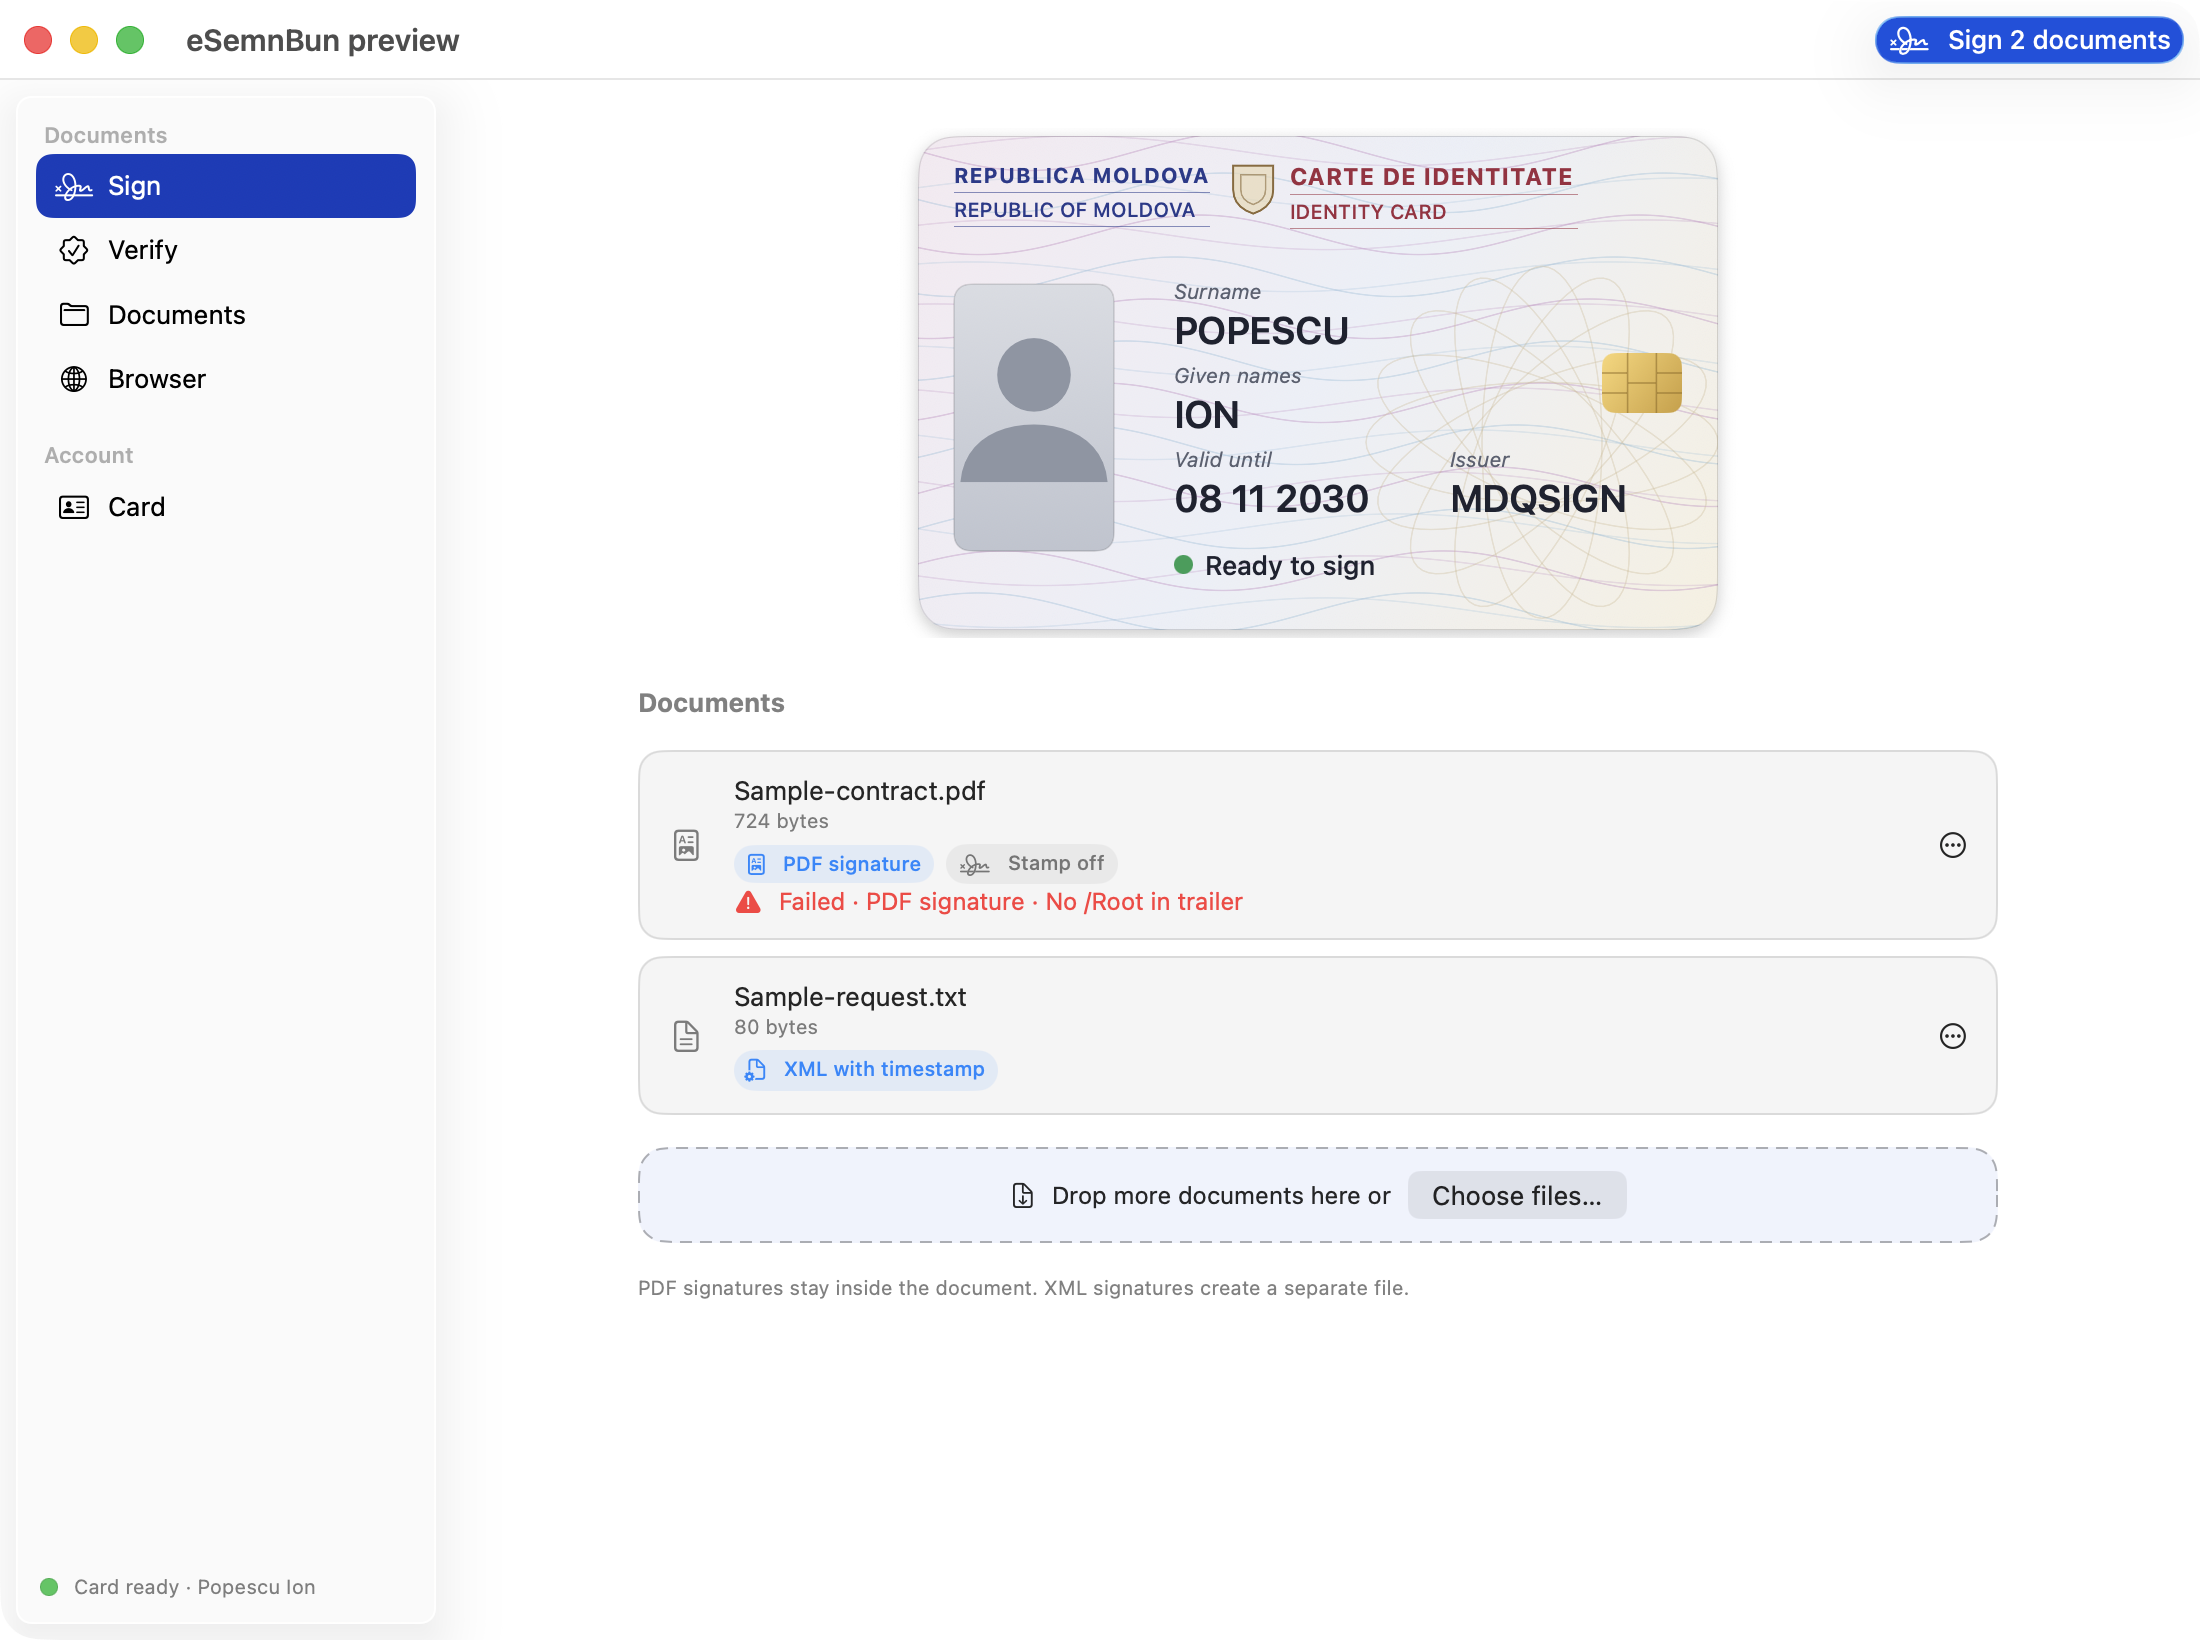 eSemnBun preview
Sign 2 documents
Documents
Sign
Verify
Documents
Browser
Account
Card
Card ready · Popescu Ion
REPUBLICA MOLDOVA
REPUBLIC OF MOLDOVA
CARTE DE IDENTITATE
IDENTITY CARD
Surname
POPESCU
Given names
ION
Valid until
08 11 2030
Issuer
MDQSIGN
Ready to sign
Documents
Sample-contract.pdf
724 bytes
PDF signature
Stamp off
Failed · PDF signature · No /Root in trailer
Sample-request.txt
80 bytes
XML with timestamp
Drop more documents here or
Choose files...
PDF signatures stay inside the document. XML signatures create a separate file.